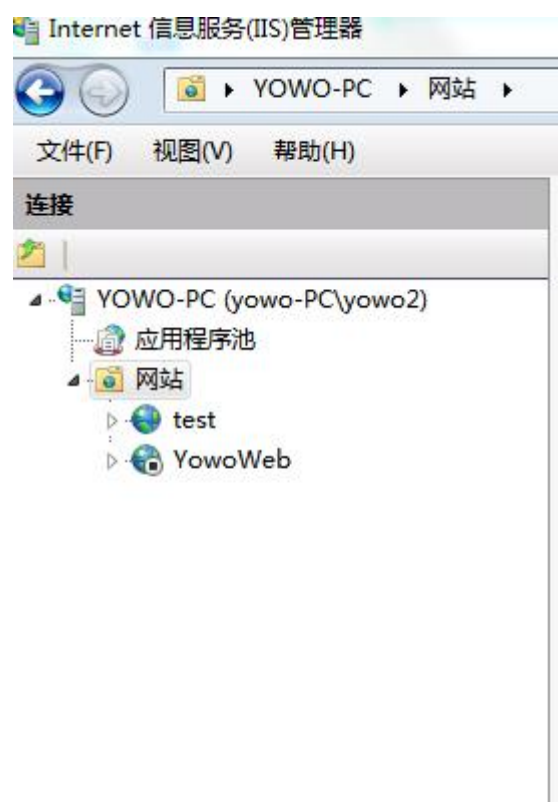 Internet 信息服务(IIS)管理器
YOWO-PC 网站
文件(F) 视图(V) 帮助(H)
连接
YOWO-PC (yowo-PC\yowo2)
应用程序池
网站
test
YowoWeb